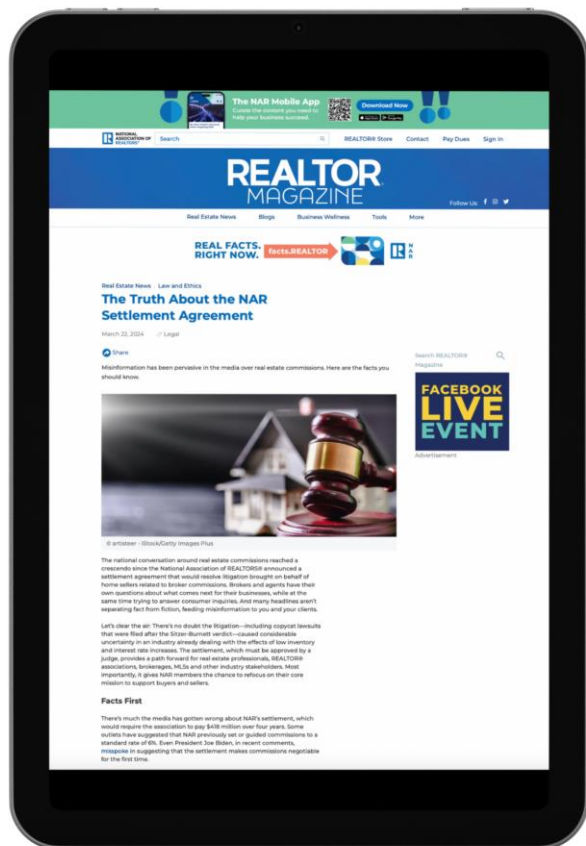 The NAR Mobile App
Curate the content you need to
help your business succeed.
Download Now
NATIONAL
ASSOCIATION OF
REALTORS®
Search
REALTOR® Store
Contact
Pay Dues
Sign In
REALTOR
MAGAZINE
Follow Us
Real Estate News
Blogs
Business Wellness
Tools
More
REAL FACTS.
RIGHT NOW.
facts.REALTOR
NAR
Real Estate News
Law and Ethics
The Truth About the NAR
Settlement Agreement
March 22, 2024
Legal
Share
Misinformation has been pervasive in the media over real estate commissions. Here are the facts you
should know.
Search REALTOR®
Magazine
FACEBOOK
LIVE
EVENT
Advertisement
© artisteer - iStock/Getty Images Plus
The national conversation around real estate commissions reached a
crescendo since the National Association of REALTORS® announced a
settlement agreement that would resolve litigation brought on behalf of
home sellers related to broker commissions. Brokers and agents have their
own questions about what comes next for their businesses, while at the
same time trying to answer consumer inquiries. And many headlines aren't
separating fact from fiction, feeding misinformation to you and your clients.
Let's clear the air: There's no doubt the litigation—including copycat lawsuits
that were filed after the Sitzer-Burnett verdict—caused considerable
uncertainty in an industry already dealing with the effects of low inventory
and interest rate increases. The settlement, which must be approved by a
judge, provides a path forward for real estate professionals, REALTOR®
associations, brokerages, MLSs and other industry stakeholders. Most
importantly, it gives NAR members the chance to refocus on their core
mission to support buyers and sellers.
Facts First
There's much the media has gotten wrong about NAR's settlement, which
would require the association to pay $418 million over four years. Some
outlets have suggested that NAR previously set or guided commissions to a
standard rate of 6%. Even President Joe Biden, in recent comments,
misspoke in suggesting that the settlement makes commissions negotiable
for the first time.